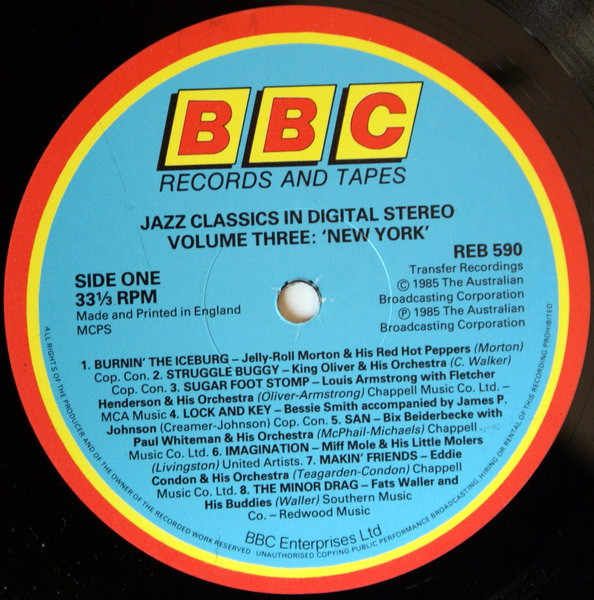 BBC
RECORDS AND TAPES
JAZZ CLASSICS IN DIGITAL STEREO
VOLUME THREE: 'NEW YORK'
SIDE ONE
33⅓ RPM
Made and Printed in England
MCPS
REB 590
Transfer Recordings
© 1985 The Australian
Broadcasting Corporation
℗ 1985 The Australian
Broadcasting Corporation
1. BURNIN' THE ICEBURG – Jelly-Roll Morton & His Red Hot Peppers (Morton)
Cop. Con. 2. STRUGGLE BUGGY – King Oliver & His Orchestra (C. Walker)
Cop. Con. 3. SUGAR FOOT STOMP – Louis Armstrong with Fletcher
Henderson & His Orchestra (Oliver-Armstrong) Chappell Music Co. Ltd. –
MCA Music 4. LOCK AND KEY – Bessie Smith accompanied by James P.
Johnson (Creamer-Johnson) Cop Con. 5. SAN – Bix Beiderbecke with
Paul Whiteman & His Orchestra (McPhail-Michaels) Chappell
Music Co. Ltd. 6. IMAGINATION – Miff Mole & His Little Molers
(Livingston) United Artists. 7. MAKIN' FRIENDS – Eddie
Condon & His Orchestra (Teagarden-Condon) Chappell
Music Co. Ltd. 8. THE MINOR DRAG – Fats Waller and
His Buddies (Waller) Southern Music
Co. – Redwood Music
BBC Enterprises Ltd
ALL RIGHTS OF THE PRODUCER AND OF THE OWNER OF THE RECORDED WORK RESERVED · UNAUTHORISED COPYING PUBLIC PERFORMANCE BROADCASTING, HIRING OR RENTAL OF THIS RECORDING PROHIBITED